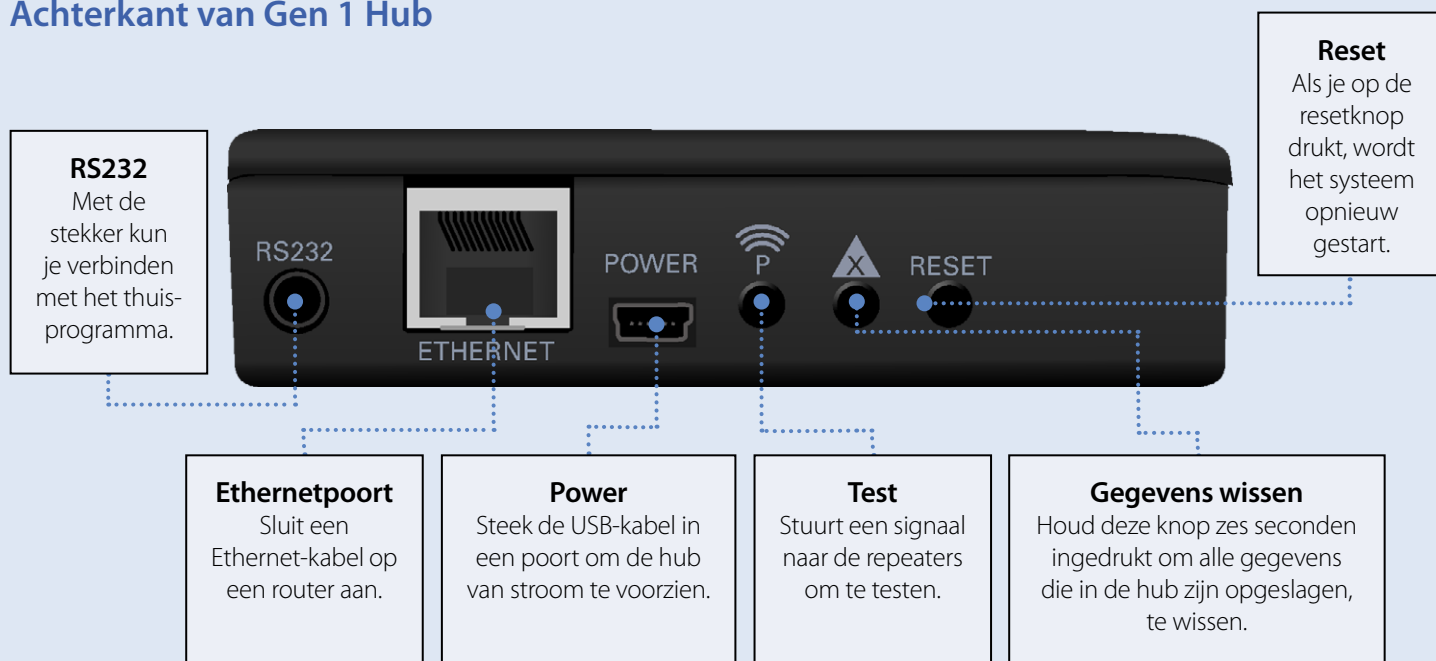 Achterkant van Gen 1 Hub
Reset
Als je op de
resetknop
drukt, wordt
het systeem
opnieuw
gestart.
RS232
Met de
stekker kun
je verbinden
met het thuis-
programma.
RS232
ETHERNET
POWER
P
X
RESET
Ethernetpoort
Sluit een
Ethernet-kabel op
een router aan.
Power
Steek de USB-kabel in
een poort om de hub
van stroom te voorzien.
Test
Stuurt een signaal
naar de repeaters
om te testen.
Gegevens wissen
Houd deze knop zes seconden
ingedrukt om alle gegevens
die in de hub zijn opgeslagen,
te wissen.